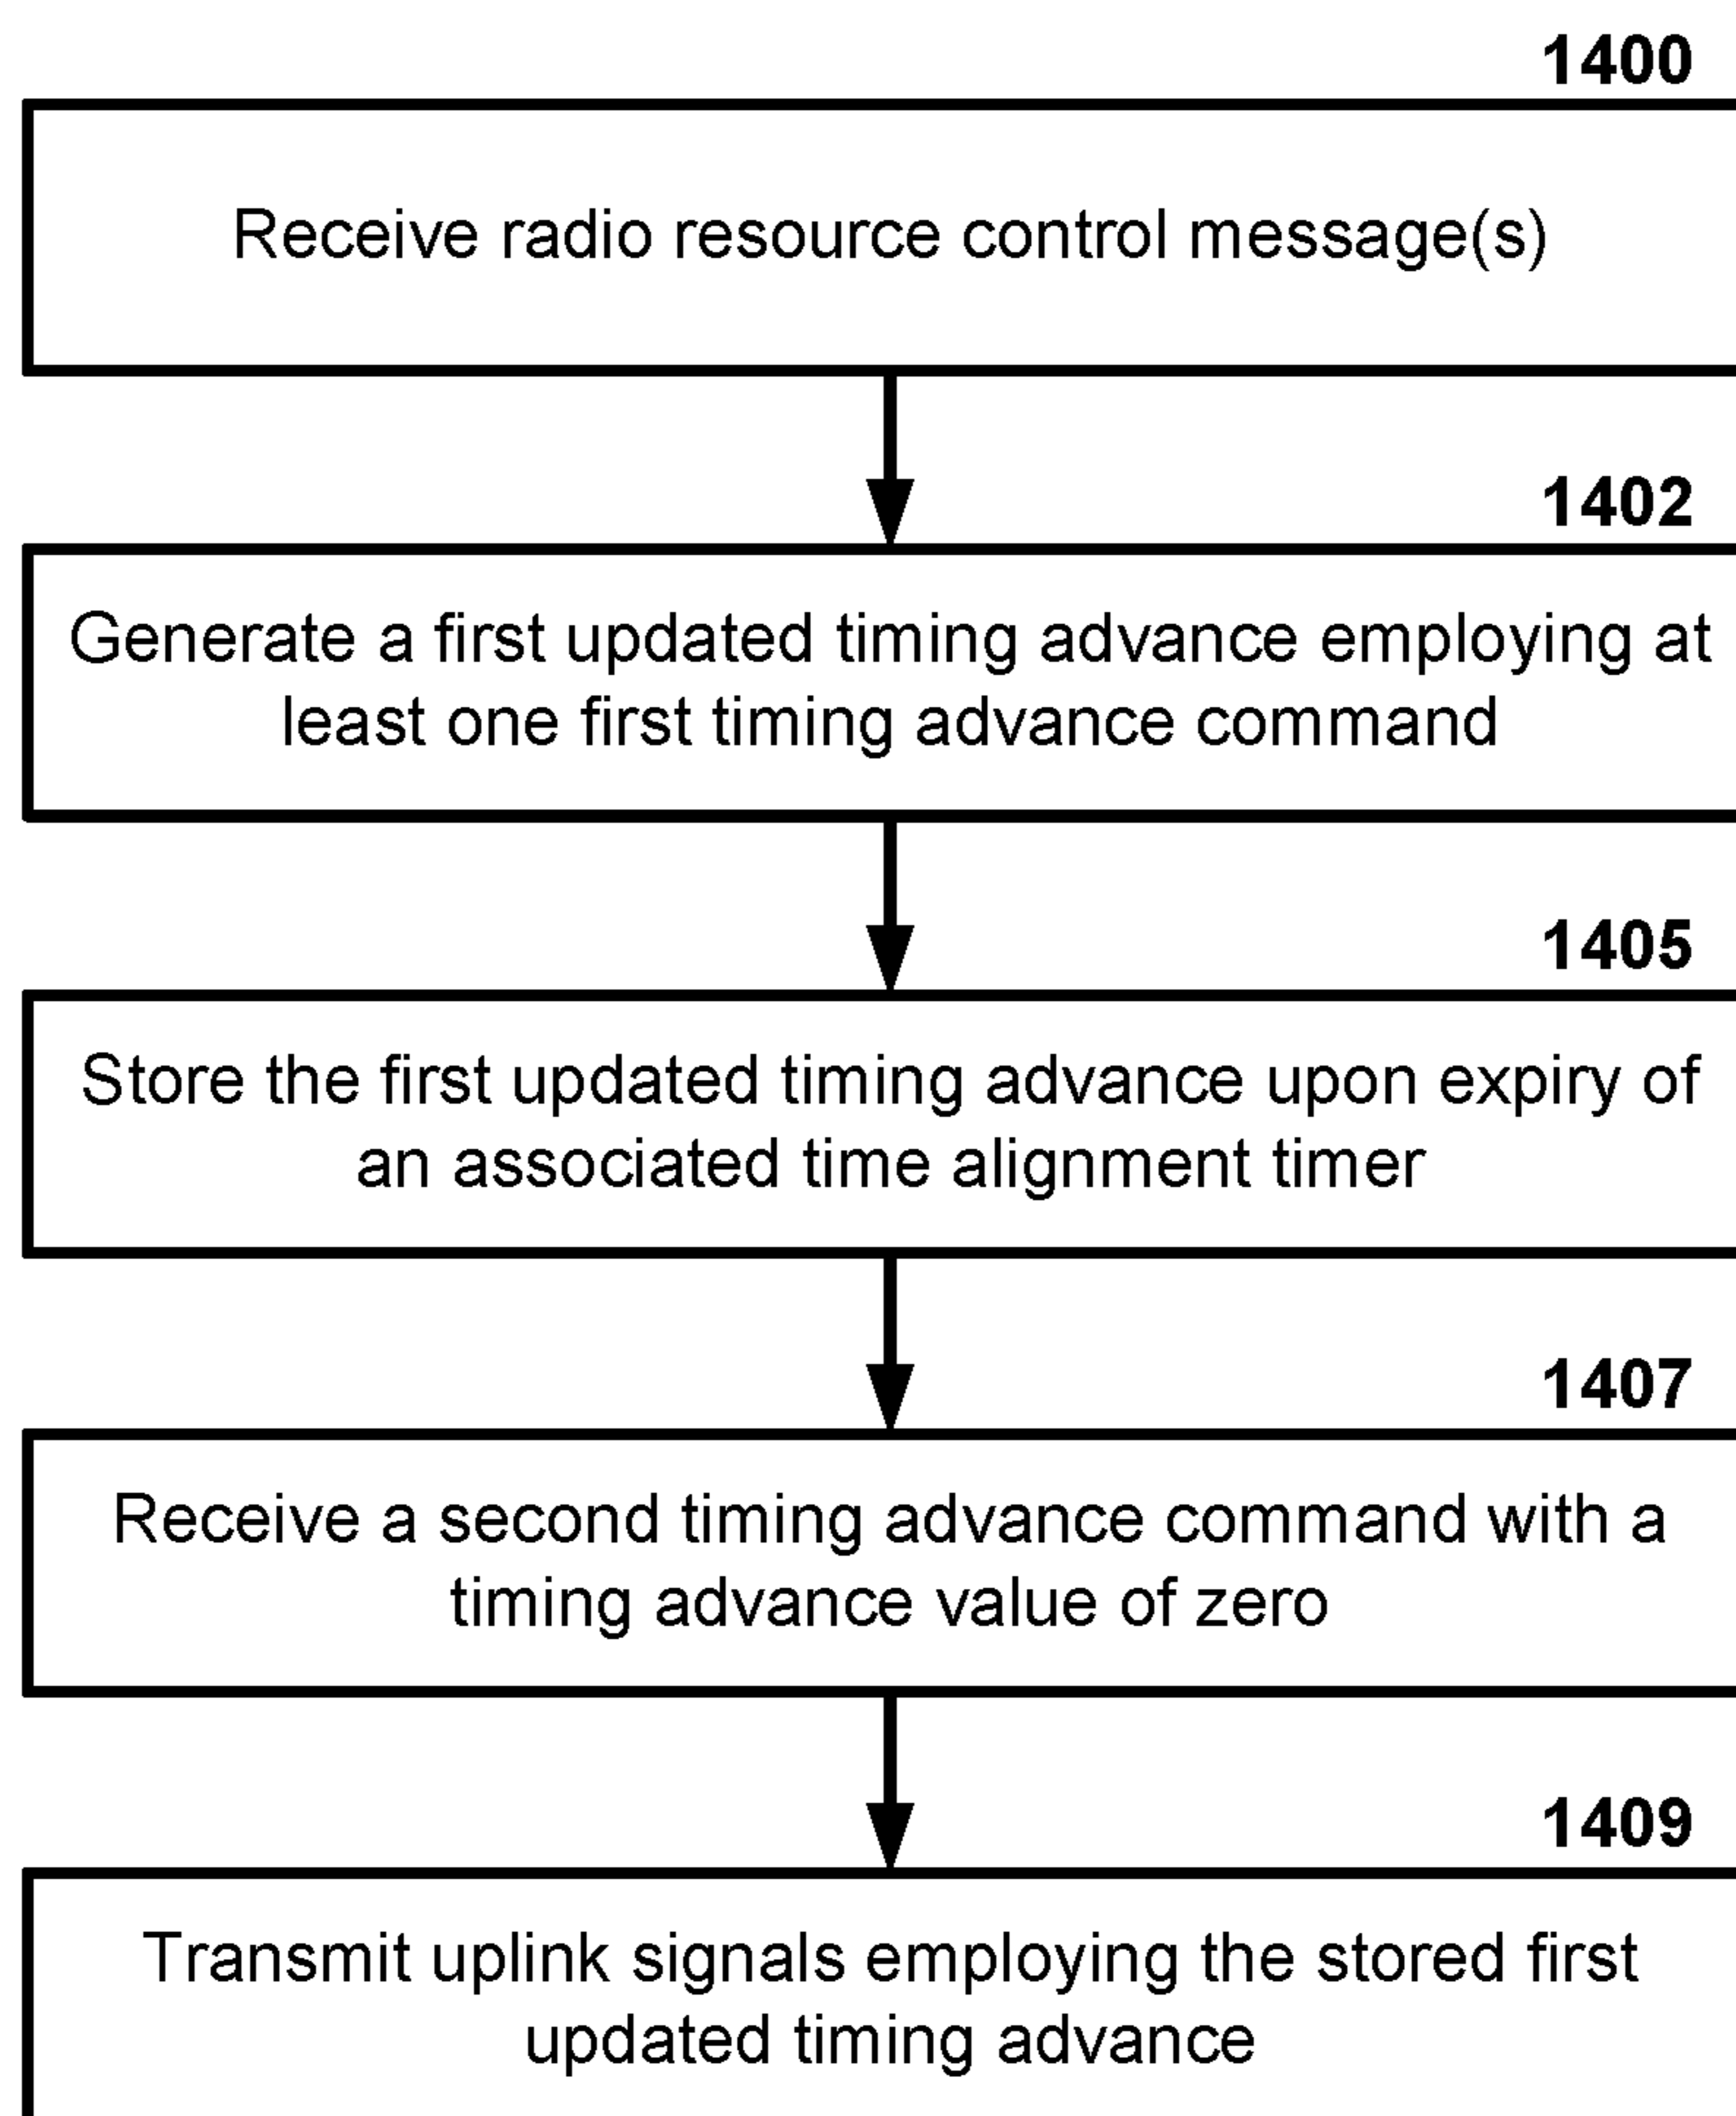 1400
Receive radio resource control message(s)
1402
Generate a first updated timing advance employing at
least one first timing advance command
1405
Store the first updated timing advance upon expiry of
an associated time alignment timer
1407
Receive a second timing advance command with a
timing advance value of zero
1409
Transmit uplink signals employing the stored first
updated timing advance